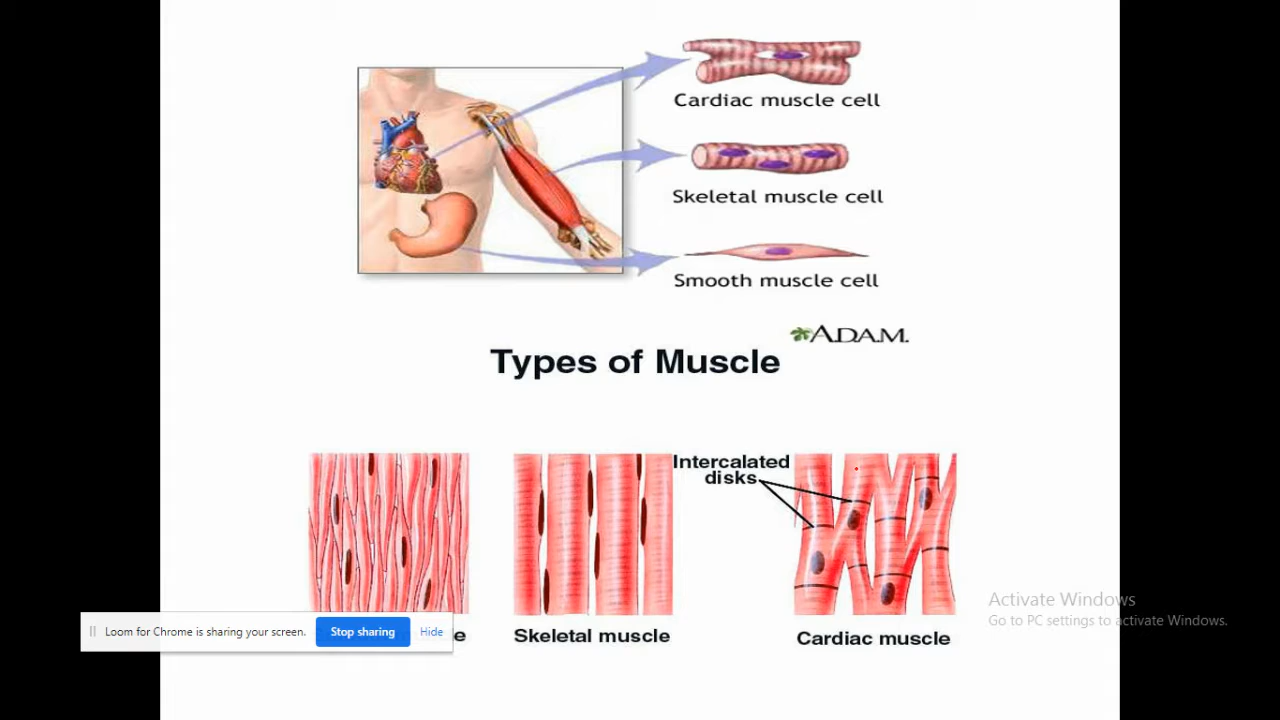 Cardiac muscle cell
Skeletal muscle cell
Smooth muscle cell
A.D.A.M.
Types of Muscle
Intercalated
disks
Loom for Chrome is sharing your screen.
Stop sharing
Hide
Skeletal muscle
Cardiac muscle
Activate Windows
Go to PC settings to activate Windows.